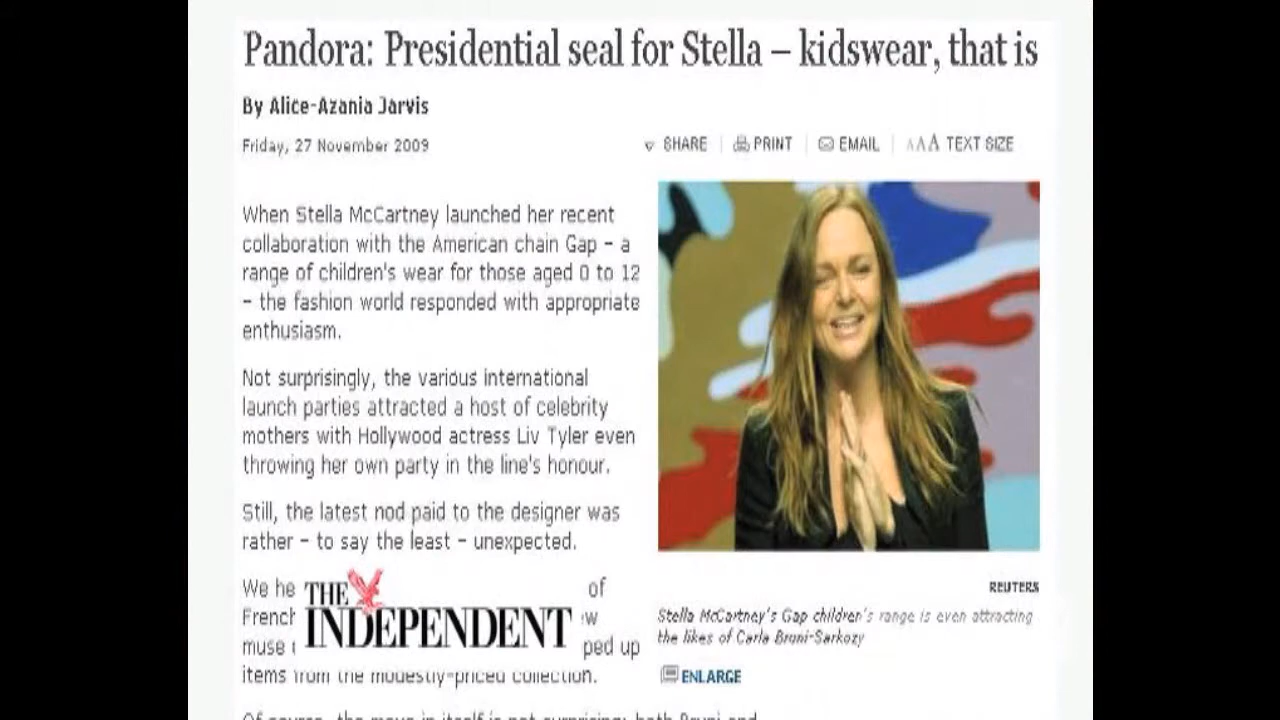 Pandora: Presidential seal for Stella – kidswear, that is
By Alice-Azania Jarvis
Friday, 27 November 2009
SHARE PRINT EMAIL AAA TEXT SIZE
When Stella McCartney launched her recent
collaboration with the American chain Gap – a
range of children's wear for those aged 0 to 12
– the fashion world responded with appropriate
enthusiasm.
Not surprisingly, the various international
launch parties attracted a host of celebrity
mothers with Hollywood actress Liv Tyler even
throwing her own party in the line's honour.
Still, the latest nod paid to the designer was
rather – to say the least – unexpected.
We he of
French
muse ped up
items from the modestly-priced collection.
THE
INDEPENDENT
REUTERS
Stella McCartney's Gap children's range is even attracting
the likes of Carla Bruni-Sarkozy
ENLARGE